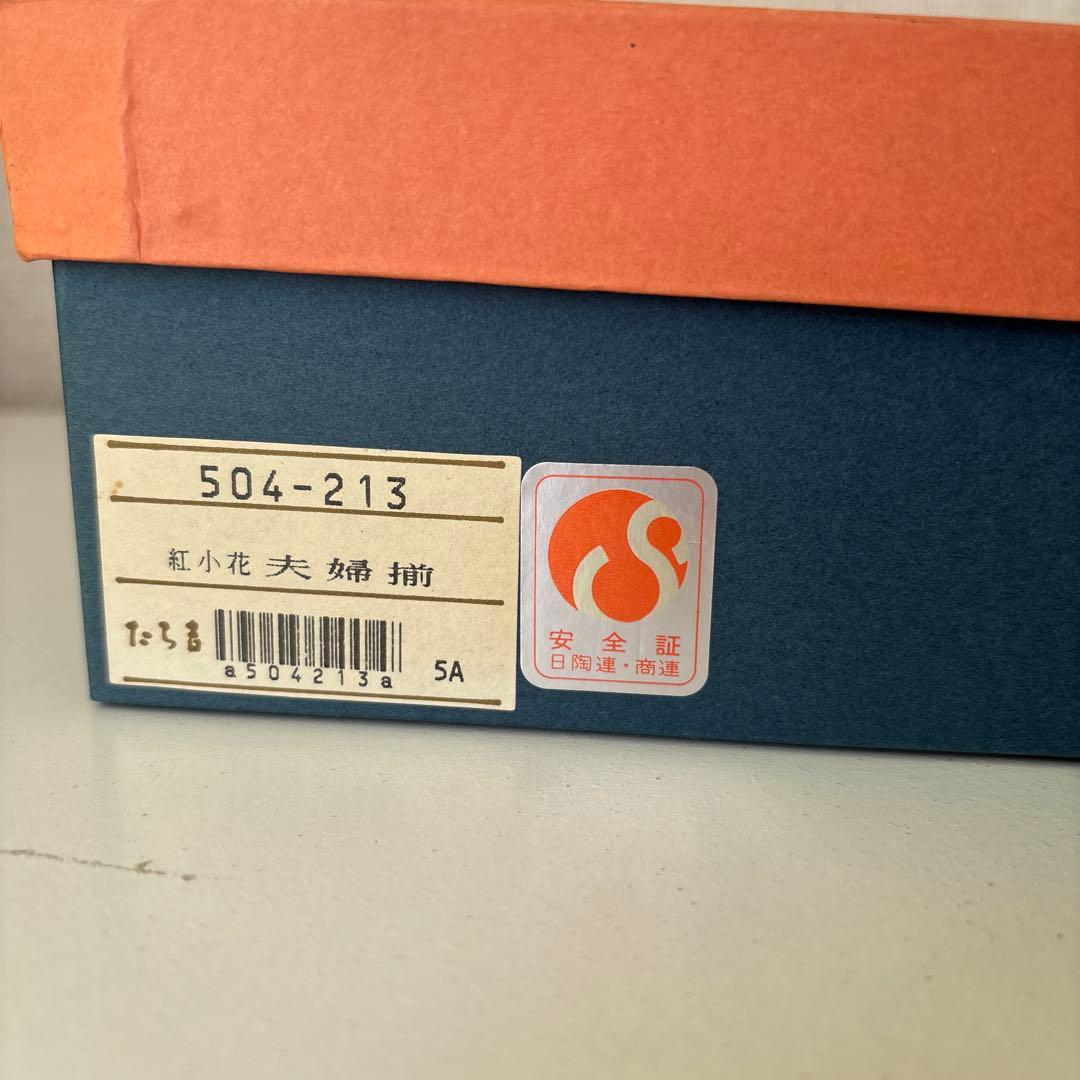 504-213
紅小花 夫婦揃
たち吉
a504213a 5A
安全証
日陶連・商連